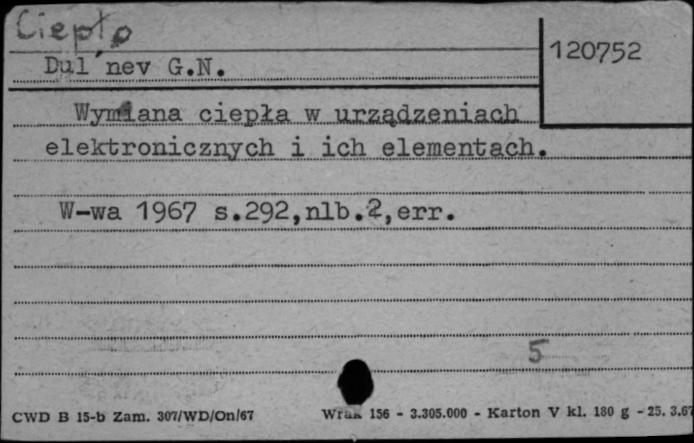 Ciepło
120752
Dul'nev G.N.
Wymiana ciepła w urządzeniach
elektronicznych i ich elementach.
W-wa 1967 s.292,nlb.2,err.
5
CWD B 15-b Zam. 307/WD/On/67 Wrak 156 - 3.305.000 - Karton V kl. 180 g - 25. 3.67